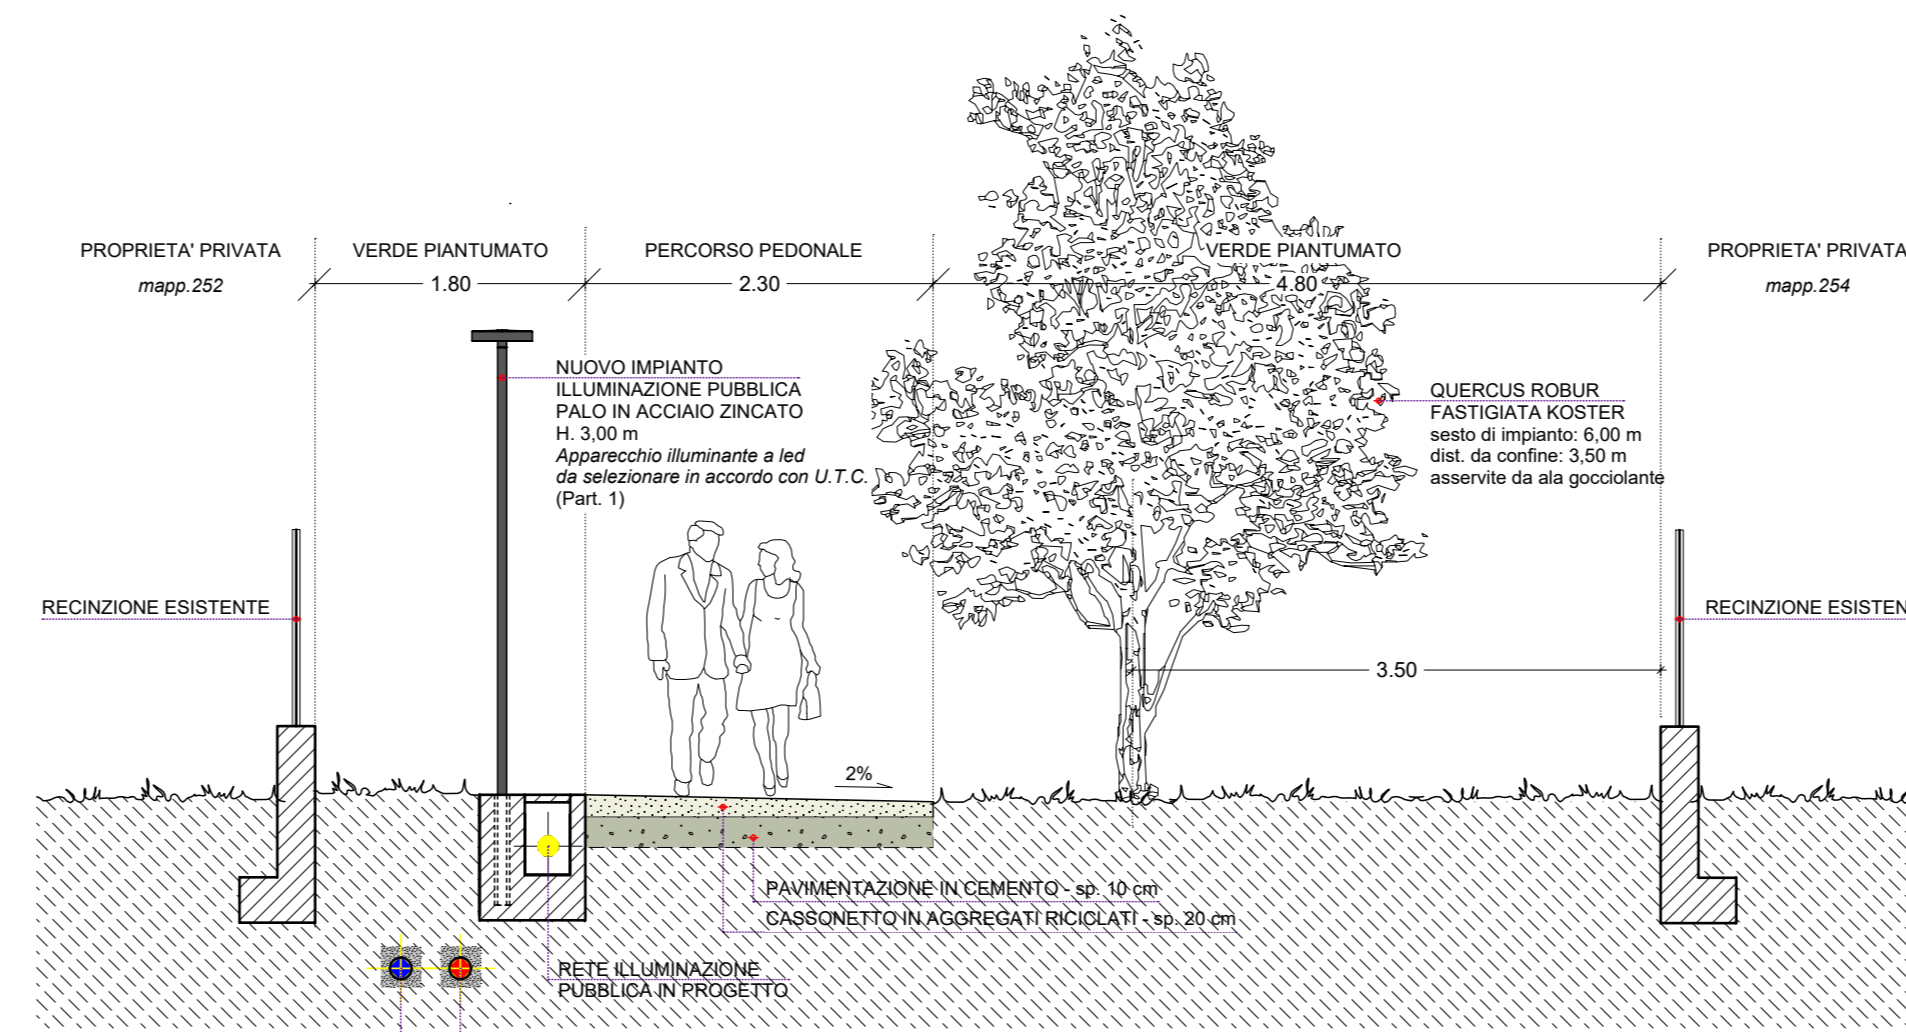 PROPRIETA' PRIVATA
mapp.252
VERDE PIANTUMATO
1.80
PERCORSO PEDONALE
2.30
VERDE PIANTUMATO
4.80
PROPRIETA' PRIVATA
mapp.254
NUOVO IMPIANTO
ILLUMINAZIONE PUBBLICA
PALO IN ACCIAIO ZINCATO
H. 3,00 m
Apparecchio illuminante a led
da selezionare in accordo con U.T.C.
(Part. 1)
QUERCUS ROBUR
FASTIGIATA KOSTER
sesto di impianto: 6,00 m
dist. da confine: 3,50 m
asservite da ala gocciolante
RECINZIONE ESISTENTE
RECINZIONE ESISTEN
3.50
2%
PAVIMENTAZIONE IN CEMENTO - sp. 10 cm
CASSONETTO IN AGGREGATI RICICLATI - sp. 20 cm
RETE ILLUMINAZIONE
PUBBLICA IN PROGETTO